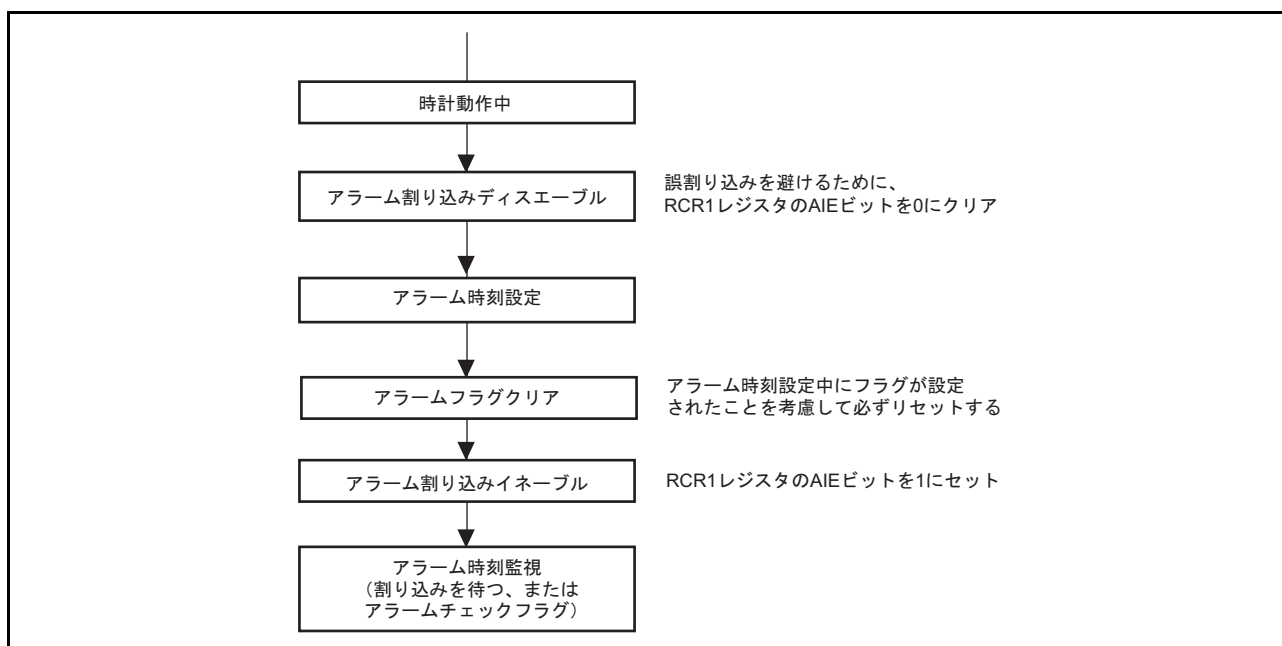 時計動作中
アラーム割り込みディスエーブル
誤割り込みを避けるために、
RCR1レジスタのAIEビットを0にクリア
アラーム時刻設定
アラームフラグクリア
アラーム時刻設定中にフラグが設定
されたことを考慮して必ずリセットする
アラーム割り込みイネーブル
RCR1レジスタのAIEビットを1にセット
アラーム時刻監視
（割り込みを待つ、または
アラームチェックフラグ）